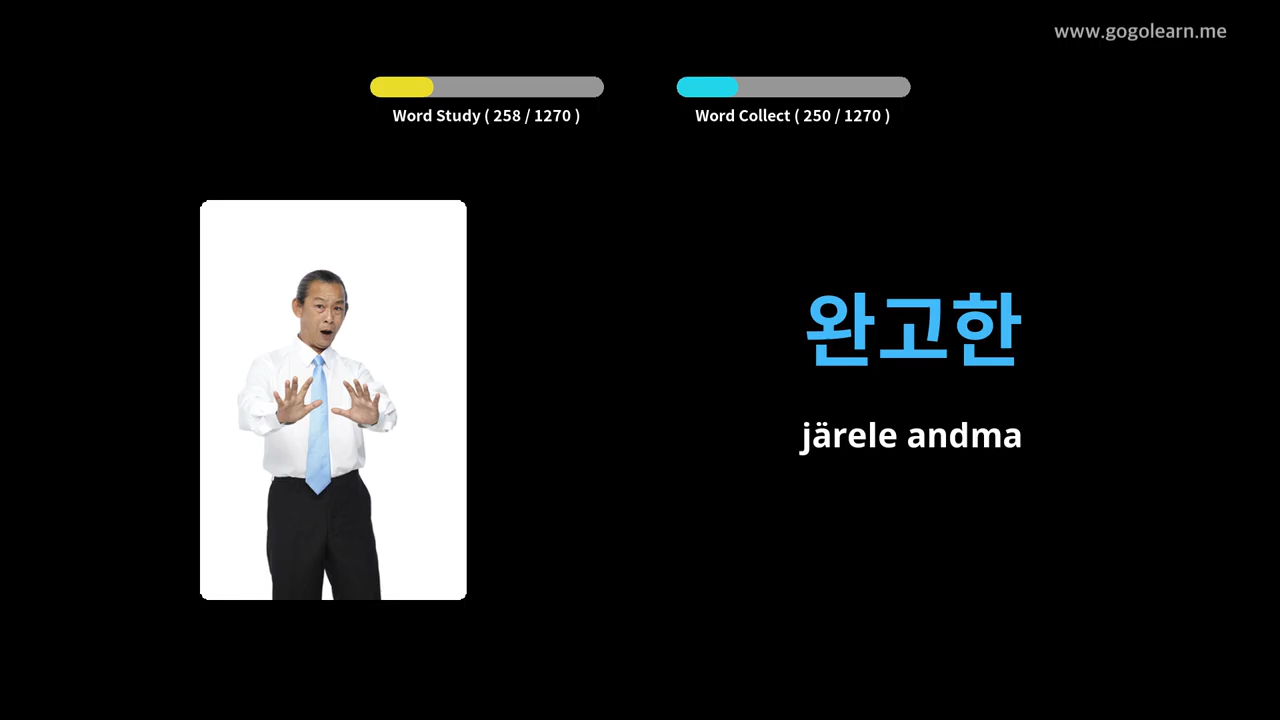 www.gogolearn.me
Word Study ( 258 / 1270 )
Word Collect ( 250 / 1270 )
완고한
järele andma